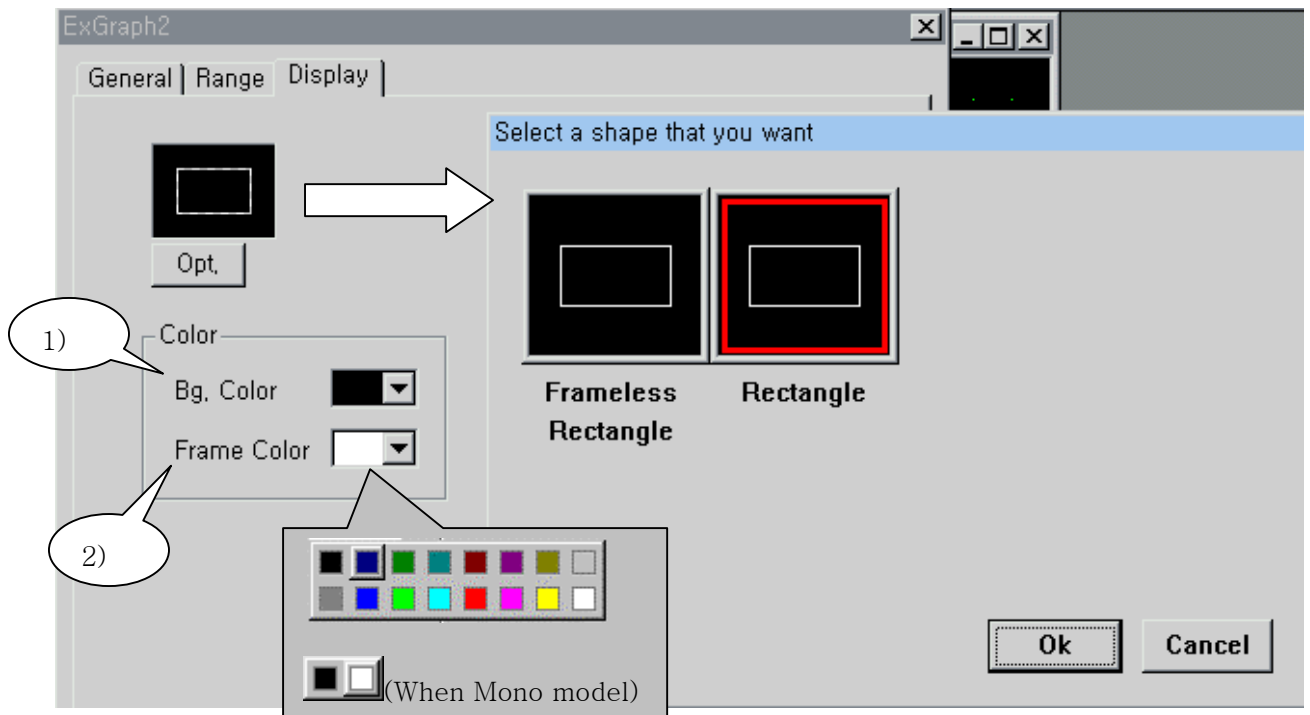 ExGraph2
General Range Display
Select a shape that you want
Opt.
1)
Color
Bg. Color
Frame Color
2)
Frameless
Rectangle
Rectangle
(When Mono model)
Ok
Cancel